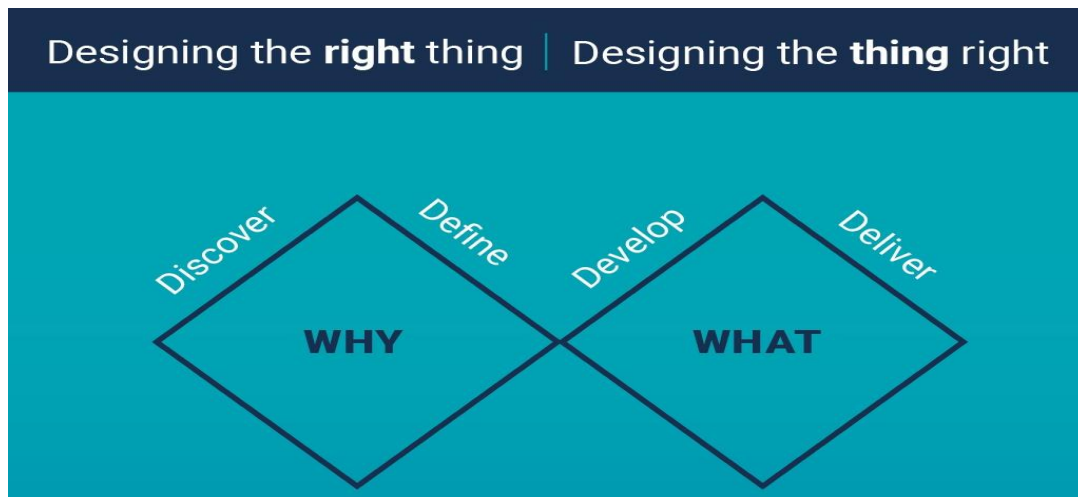 Designing the right thing | Designing the thing right
Discover
Define
Develop
Deliver
WHY
WHAT